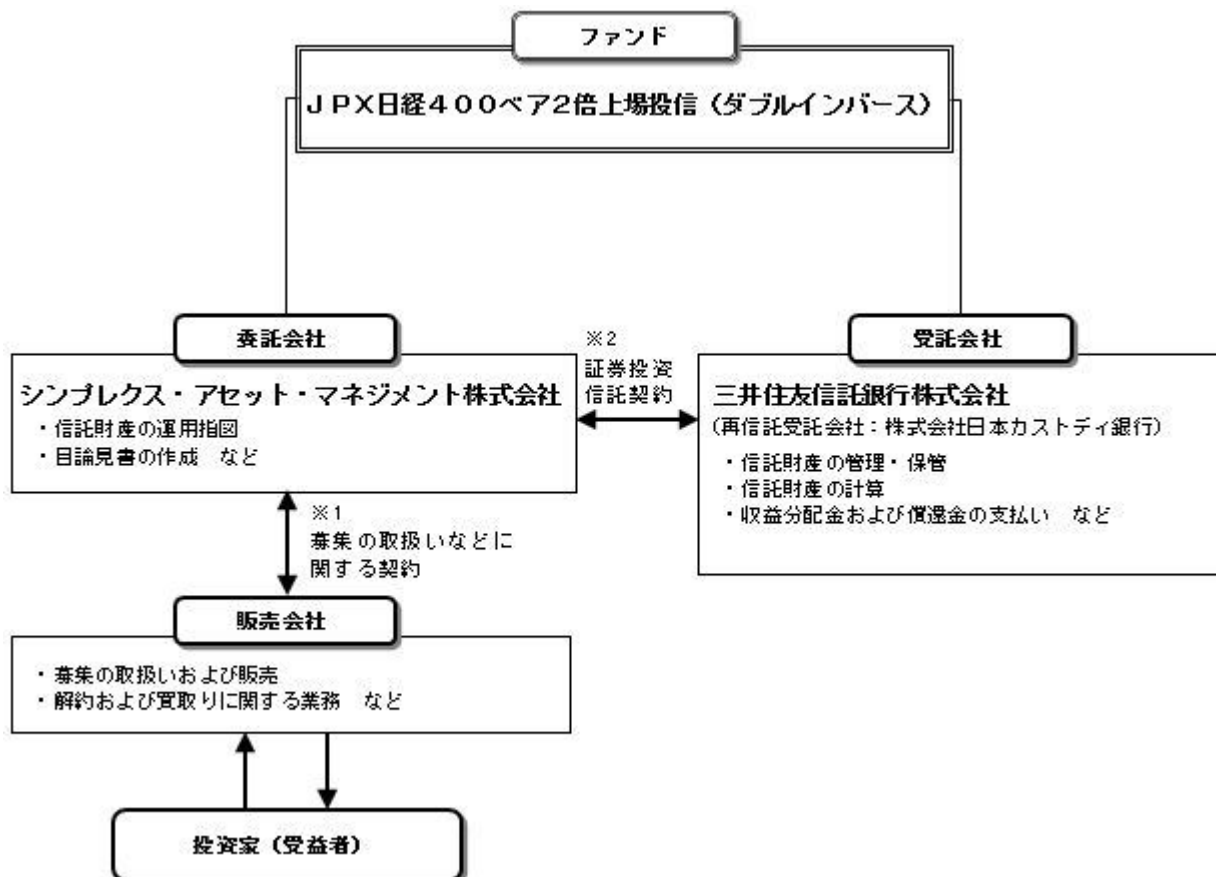 ファンド
JPX日経400ベア2倍上場投信（ダブルインバース）
委託会社
シンプレクス・アセット・マネジメント株式会社
・信託財産の運用指図
・目論見書の作成　など
※2
証券投資
信託契約
受託会社
三井住友信託銀行株式会社
（再信託受託会社：株式会社日本カストディ銀行）
・信託財産の管理・保管
・信託財産の計算
・収益分配金および償還金の支払い　など
※1
募集の取扱いなどに
関する契約
販売会社
・募集の取扱いおよび販売
・解約および買取りに関する業務　など
投資家（受益者）